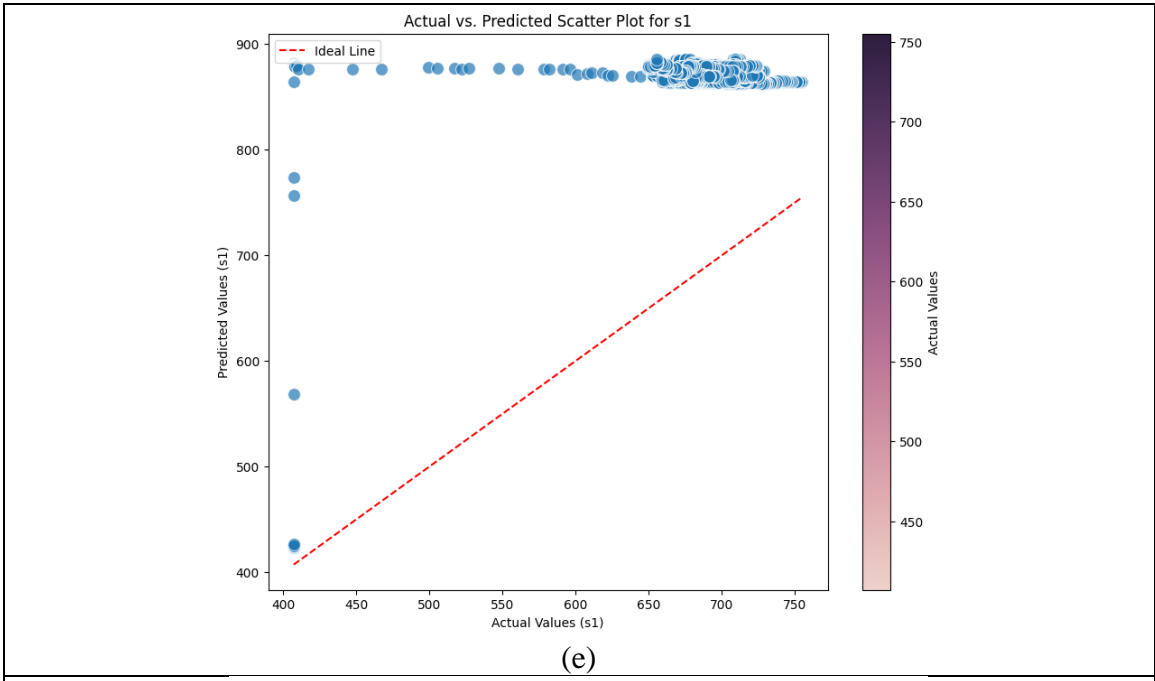 Actual vs. Predicted Scatter Plot for s1
Ideal Line
900
800
700
600
500
400
Predicted Values (s1)
400 450 500 550 600 650 700 750
Actual Values (s1)
750
700
650
600
550
500
450
Actual Values
(e)